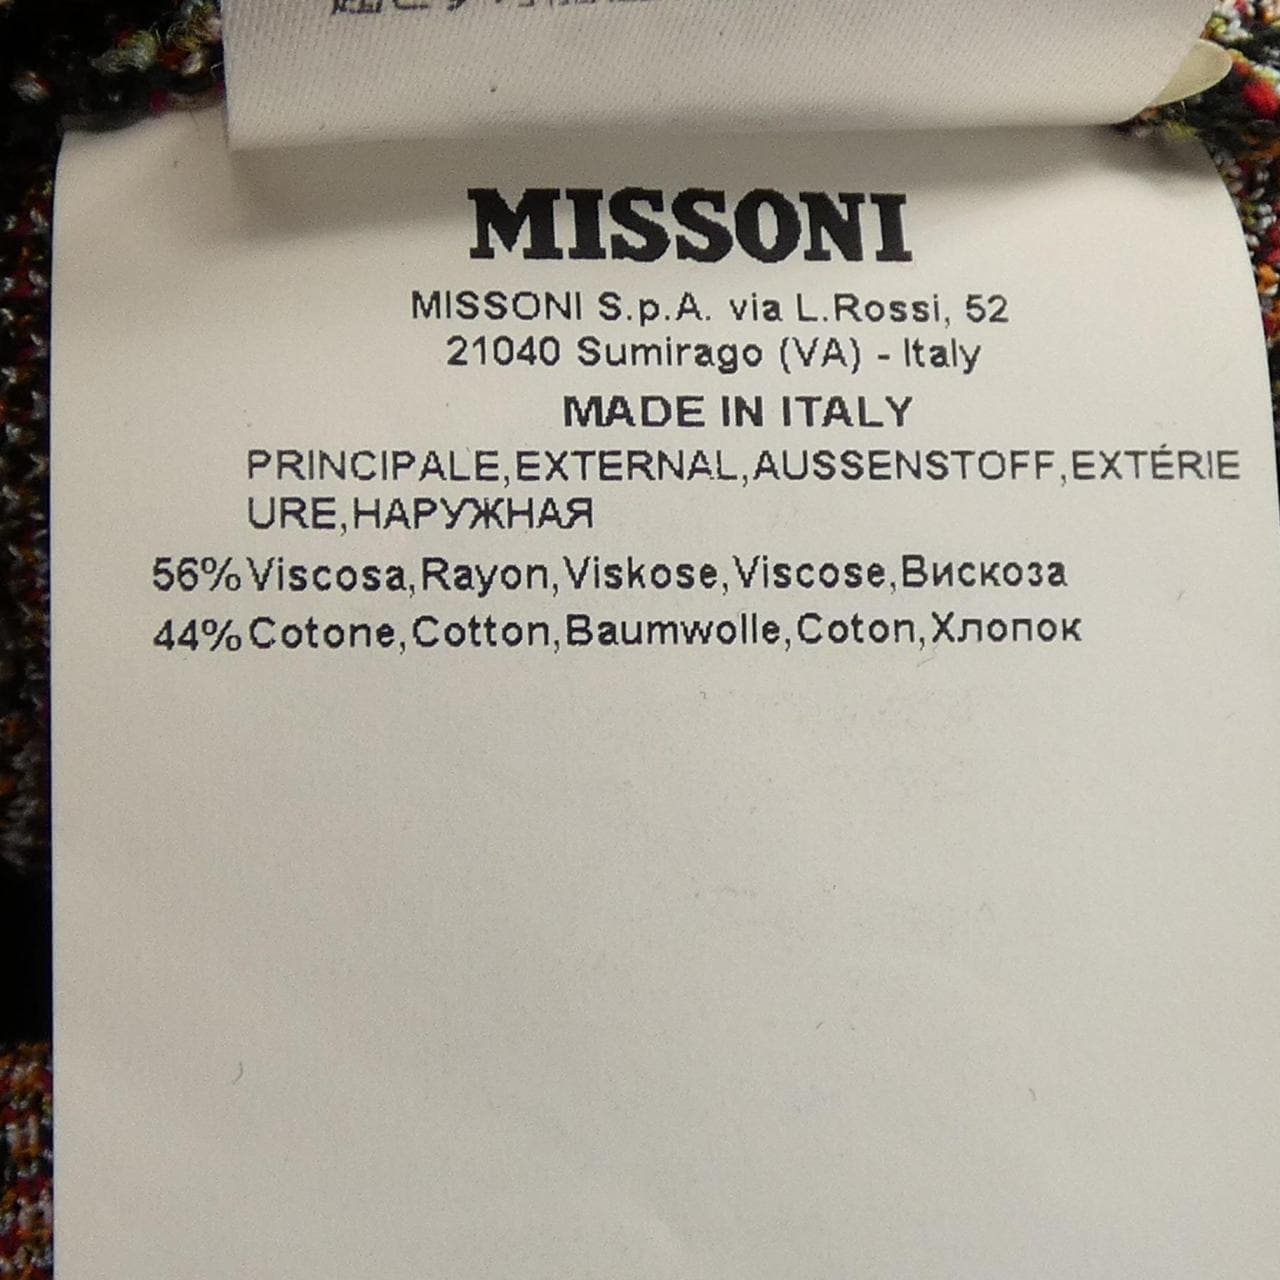 MISSONI
MISSONI S.p.A. via L.Rossi, 52
21040 Sumirago (VA) - Italy
MADE IN ITALY
PRINCIPALE,EXTERNAL,AUSSENSTOFF,EXTÉRIE
URE,НАРУЖНАЯ
56% Viscosa,Rayon,Viskose,Viscose,Вискоза
44% Cotone,Cotton,Baumwolle,Coton,Хлопок